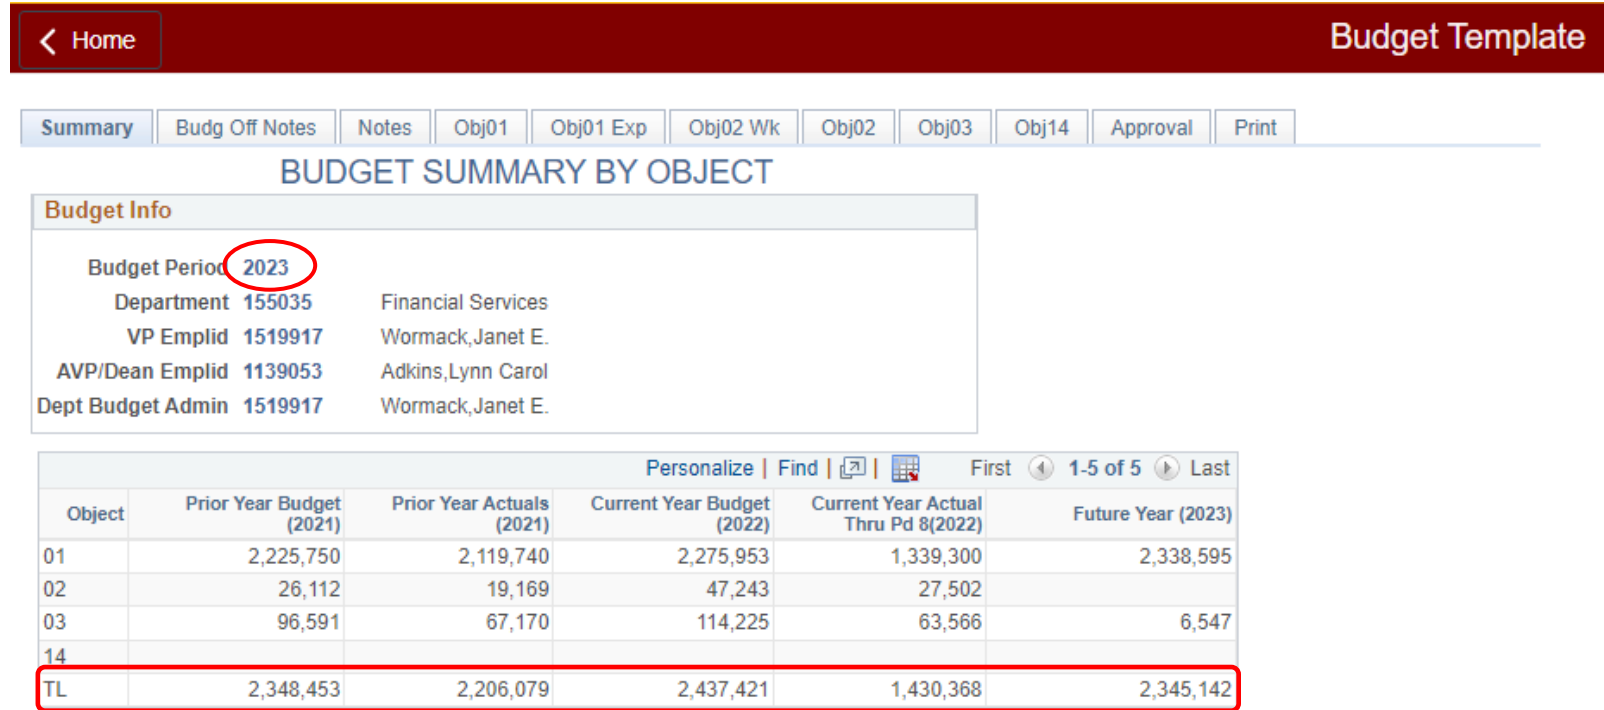 Home Budget Template
Summary Budg Off Notes Notes Obj01 Obj01 Exp Obj02 Wk Obj02 Obj03 Obj14 Approval Print
BUDGET SUMMARY BY OBJECT
Budget Info
Budget Period 2023
Department 155035 Financial Services
VP Emplid 1519917 Wormack,Janet E.
AVP/Dean Emplid 1139053 Adkins,Lynn Carol
Dept Budget Admin 1519917 Wormack,Janet E.
Personalize | Find | | First 1-5 of 5 Last
Object Prior Year Budget (2021) Prior Year Actuals (2021) Current Year Budget (2022) Current Year Actual Thru Pd 8(2022) Future Year (2023)
01 2,225,750 2,119,740 2,275,953 1,339,300 2,338,595
02 26,112 19,169 47,243 27,502
03 96,591 67,170 114,225 63,566 6,547
14
TL 2,348,453 2,206,079 2,437,421 1,430,368 2,345,142